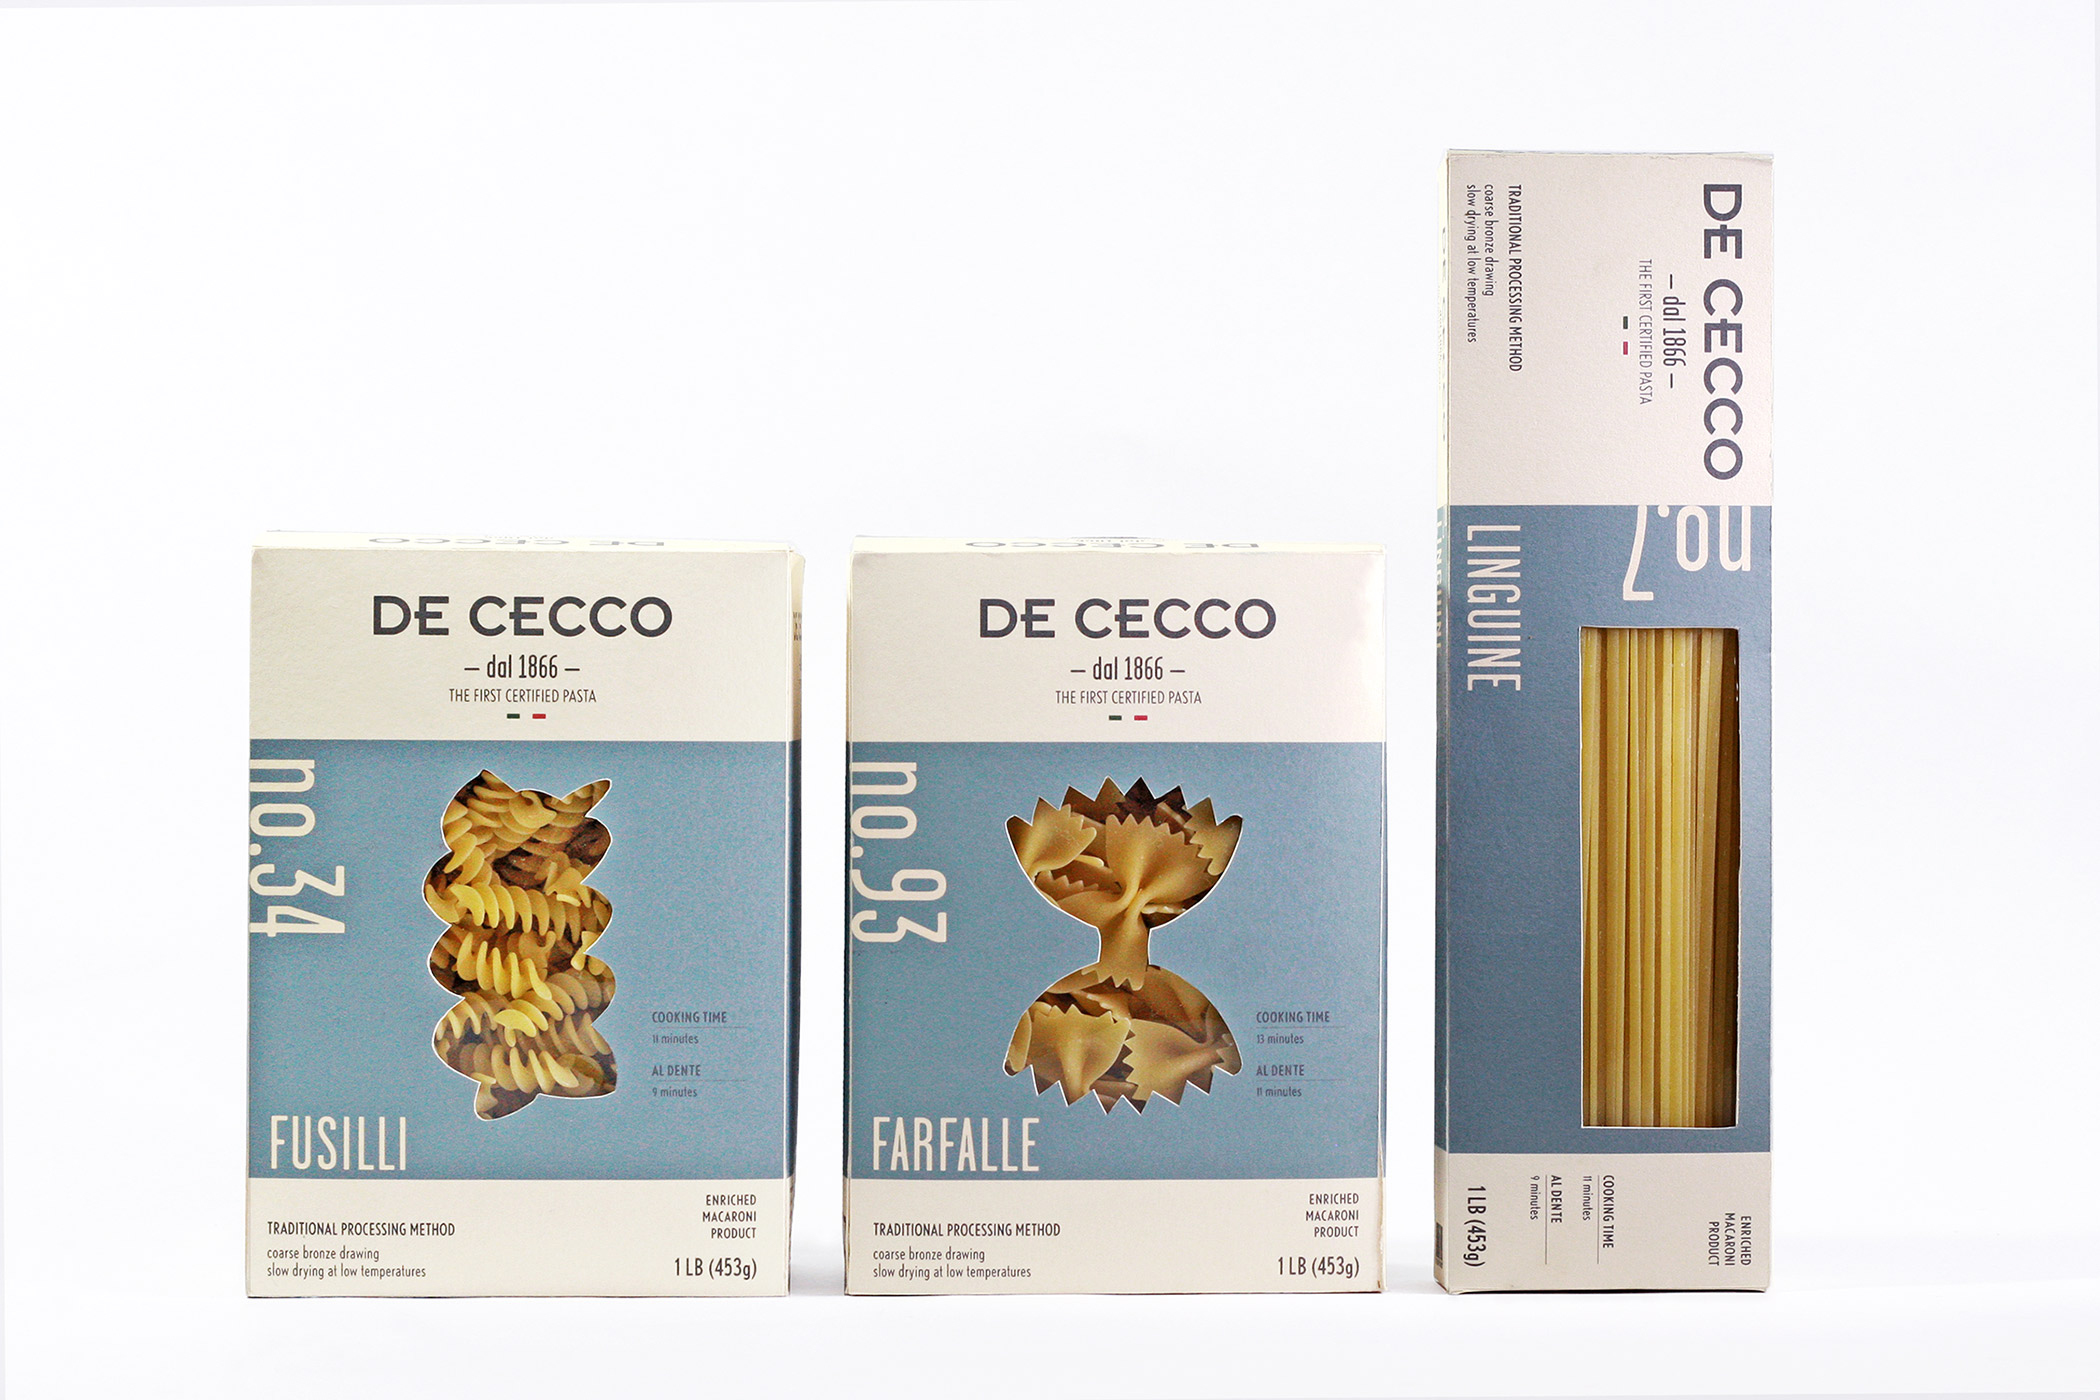 DE CECCO
DE CECCO
– dal 1866 –
THE FIRST CERTIFIED PASTA
no.34
COOKING TIME
11 minutes
AL DENTE
9 minutes
FUSILLI
TRADITIONAL PROCESSING METHOD
coarse bronze drawing
slow drying at low temperatures
ENRICHED
MACARONI
PRODUCT
1 LB (453g)
DE CECCO
DE CECCO
– dal 1866 –
THE FIRST CERTIFIED PASTA
no.93
COOKING TIME
13 minutes
AL DENTE
11 minutes
FARFALLE
TRADITIONAL PROCESSING METHOD
coarse bronze drawing
slow drying at low temperatures
ENRICHED
MACARONI
PRODUCT
1 LB (453g)
DE CECCO
– dal 1866 –
THE FIRST CERTIFIED PASTA
TRADITIONAL PROCESSING METHOD
coarse bronze drawing
slow drying at low temperatures
no.7
LINGUINE
ENRICHED
MACARONI
PRODUCT
COOKING TIME
11 minutes
AL DENTE
9 minutes
1 LB (453g)